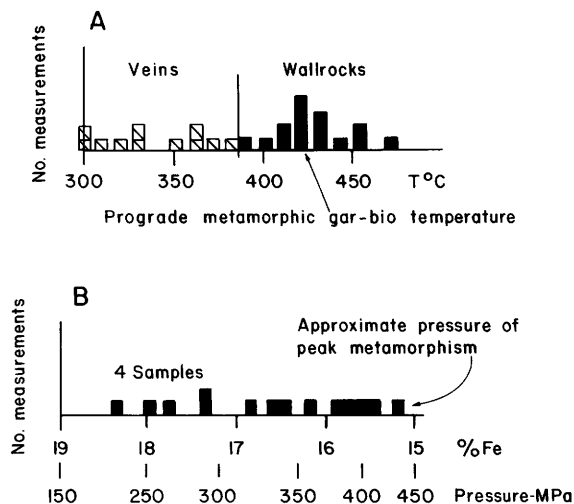 A
No. measurements
Veins
Wallrocks
300 350 400 450 T°C
Prograde metamorphic gar-bio temperature
B
No. measurements
4 Samples
Approximate pressure of
peak metamorphism
19 18 17 16 15 %Fe
150 250 300 350 400 450 Pressure-MPa